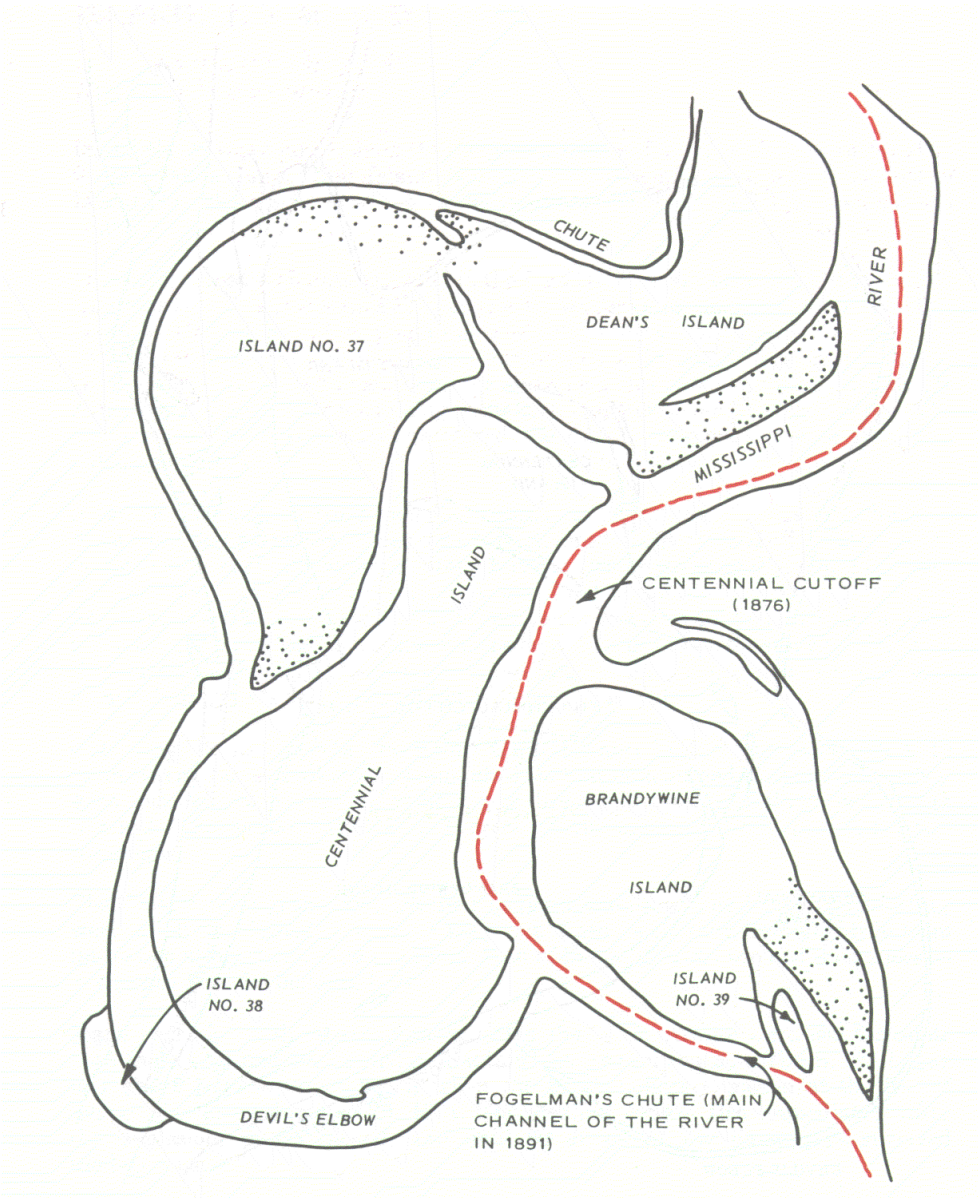 CHUTE
RIVER
DEAN'S ISLAND
ISLAND NO. 37
MISSISSIPPI
ISLAND
CENTENNIAL CUTOFF
(1876)
CENTENNIAL
BRANDYWINE
ISLAND
ISLAND
NO. 38
ISLAND
NO. 39
DEVIL'S ELBOW
FOGELMAN'S CHUTE (MAIN
CHANNEL OF THE RIVER
IN 1891)